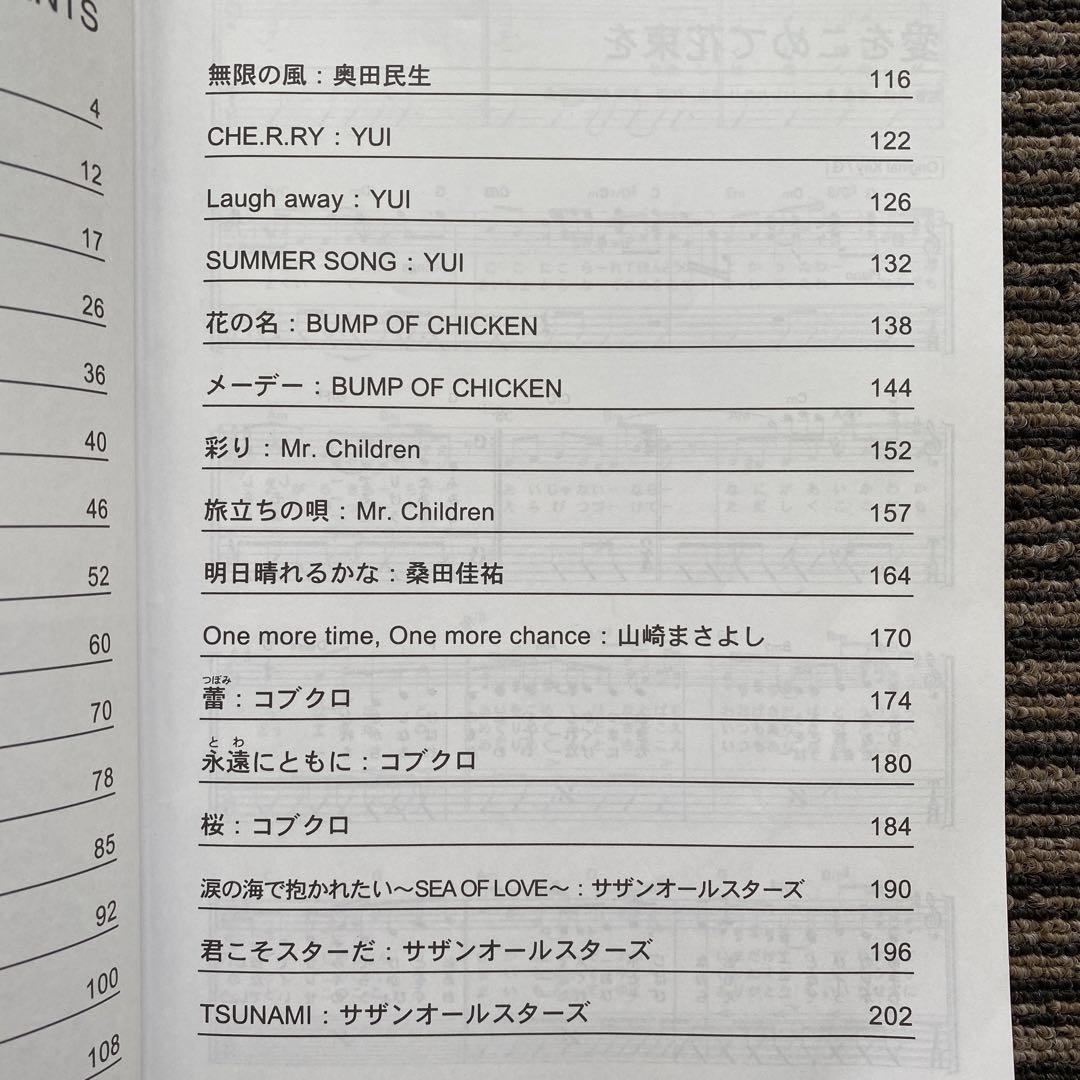 NTS
4
12
17
26
36
40
46
52
60
70
78
85
92
100
108
無限の風：奥田民生 116
CHE.R.RY：YUI 122
Laugh away：YUI 126
SUMMER SONG：YUI 132
花の名：BUMP OF CHICKEN 138
メーデー：BUMP OF CHICKEN 144
彩り：Mr. Children 152
旅立ちの唄：Mr. Children 157
明日晴れるかな：桑田佳祐 164
One more time, One more chance：山崎まさよし 170
つぼみ
蕾：コブクロ 174
とわ
永遠にともに：コブクロ 180
桜：コブクロ 184
涙の海で抱かれたい〜SEA OF LOVE〜：サザンオールスターズ 190
君こそスターだ：サザンオールスターズ 196
TSUNAMI：サザンオールスターズ 202
愛をこめて花束を